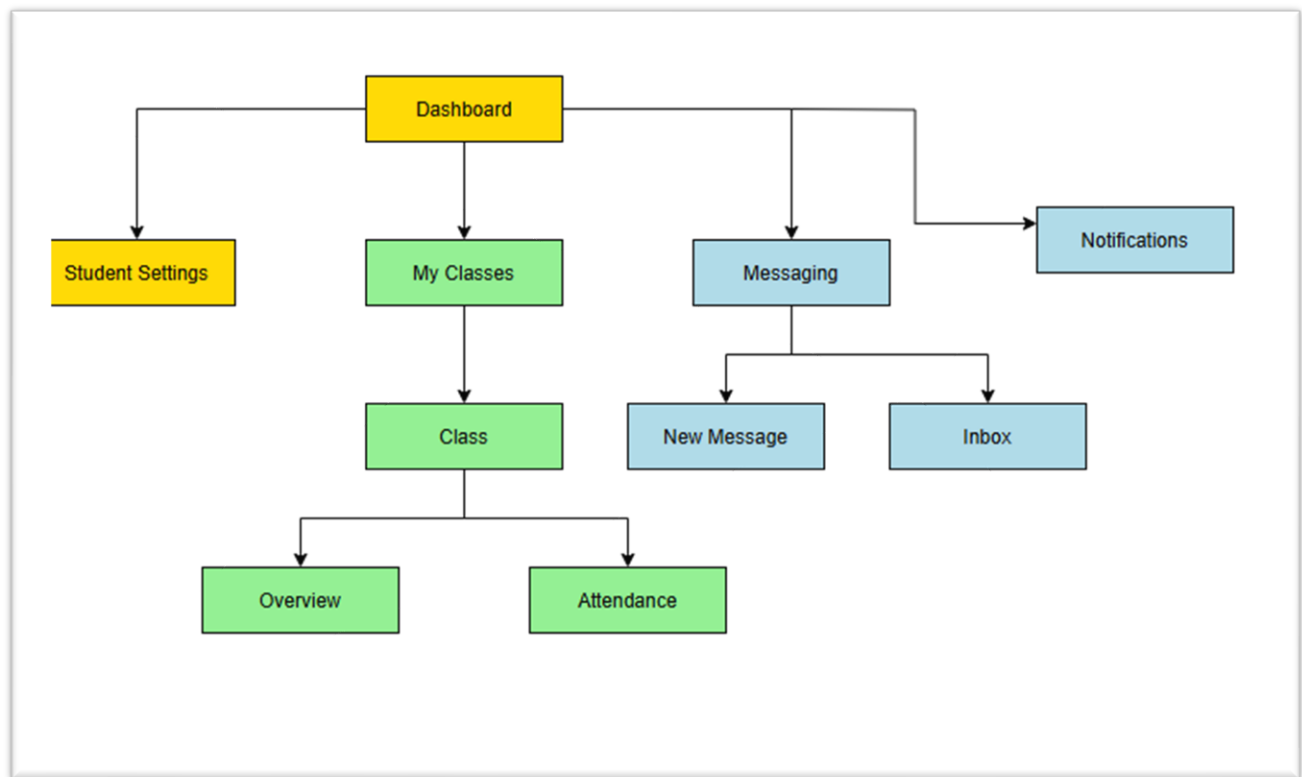 Dashboard
Notifications
Student Settings
My Classes
Messaging
Class
New Message
Inbox
Overview
Attendance